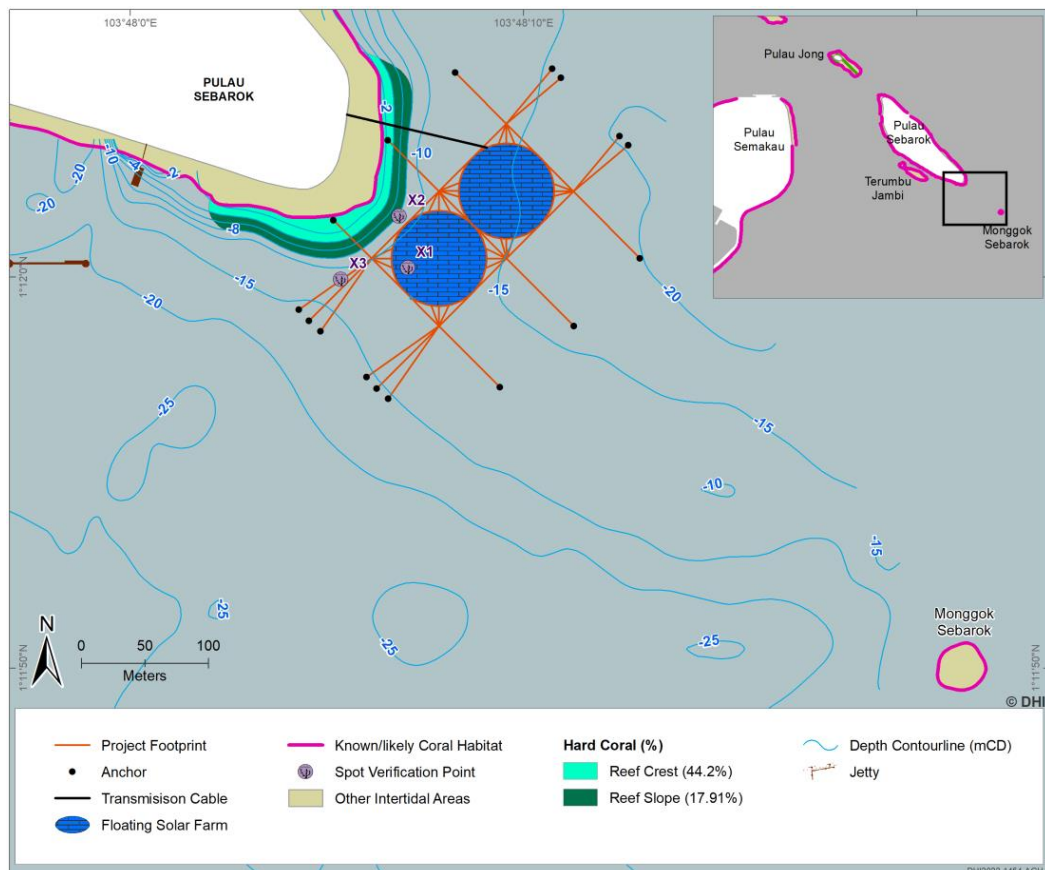 103°48'0"E
103°48'10"E
PULAU
SEBAROK
-2
-10
-20
-10
-4
-2
-20
-8
X2
X1
X3
-15
-15
-20
-20
-25
-15
-10
-15
-25
-25
-25
1°12'0"N
1°11'50"N
1°11'50"N
Pulau Jong
Pulau
Semakau
Pulau
Sebarok
Terumbu
Jambi
Monggok
Sebarok
Monggok
Sebarok
N
0 50 100
Meters
© DHI
Project Footprint
Anchor
Transmisison Cable
Floating Solar Farm
Known/likely Coral Habitat
Spot Verification Point
Other Intertidal Areas
Hard Coral (%)
Reef Crest (44.2%)
Reef Slope (17.91%)
Depth Contourline (mCD)
Jetty